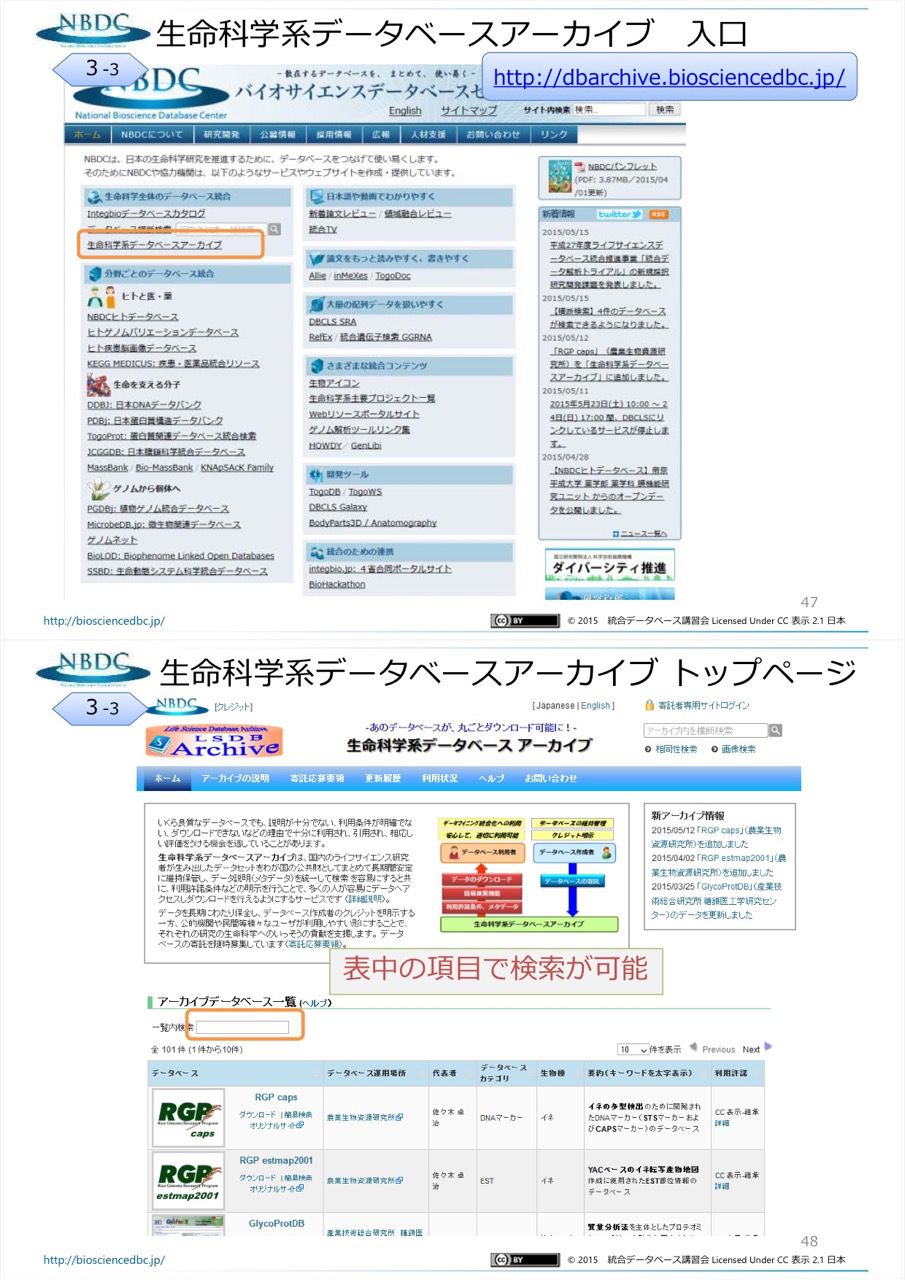 NBDC 生命科学系データベースアーカイブ 入口
3 -3
http://dbarchive.biosciencedbc.jp/
NBDC
National Bioscience Database Center
- 散在するデータベースを、まとめて、使い易く -
バイオサイエンスデータベースセ
English サイトマップ サイト内検索 検索... 検索
ホーム NBDCについて 研究開発 公募情報 採用情報 広報 人材支援 お問い合わせ リンク
NBDCは、日本の生命科学研究を推進するために、データベースをつなげて使い易くします。
そのためにNBDCや協力機関は、以下のようなサービスやウェブサイトを作成・提供しています。
生命科学全体のデータベース統合
Integbioデータベースカタログ
データベース横断検索
生命科学系データベースアーカイブ
分野ごとのデータベース統合
ヒトと医・薬
NBDCヒトデータベース
ヒトゲノムバリエーションデータベース
ヒト疾患脳画像データベース
KEGG MEDICUS: 疾患・医薬品統合リソース
生命を支える分子
DDBJ: 日本DNAデータバンク
PDBj: 日本蛋白質構造データバンク
TogoProt: 蛋白質関連データベース統合検索
JCGGDB: 日本糖鎖科学統合データベース
MassBank / Bio-MassBank / KNApSAcK Family
ゲノムから個体へ
PGDBj: 植物ゲノム統合データベース
MicrobeDB.jp: 微生物関連データベース
ゲノムネット
BioLOD: Biophenome Linked Open Databases
SSBD: 生命動態システム科学統合データベース
日本語や動画でわかりやすく
新着論文レビュー / 領域融合レビュー
統合TV
論文をもっと読みやすく、書きやすく
Allie / inMeXes / TogoDoc
大量の配列データを扱いやすく
DBCLS SRA
RefEx / 統合遺伝子検索 GGRNA
さまざまな統合コンテンツ
生物アイコン
生命科学系主要プロジェクト一覧
Webリソースポータルサイト
ゲノム解析ツールリンク集
HOWDY / GenLibi
開発ツール
TogoDB / TogoWS
DBCLS Galaxy
BodyParts3D / Anatomography
統合のための連携
integbio.jp: 4省合同ポータルサイト
BioHackathon
NBDCパンフレット
(PDF: 3.87MB／2015/04
/01更新)
新着情報 twitter RSS
2015/05/15
平成27年度ライフサイエンスデ
ータベース統合推進事業「統合デ
ータ解析トライアル」の新規採択
研究開発課題を発表しました。
2015/05/15
【横断検索】4件のデータベース
が検索できるようになりました。
2015/05/12
「RGP caps」（農業生物資源研
究所）を「生命科学系データベー
スアーカイブ」に追加しました。
2015/05/11
2015年5月23日(土) 10:00 ～ 2
4日(日) 17:00 間、DBCLSにリ
ンクしているサービスが停止しま
す。
2015/04/28
【NBDCヒトデータベース】帝京
平成大学 薬学部 薬学科
究ユニット からのオープンデー
タを公開しました。
ニュース一覧へ
国立研究開発法人 科学技術振興機構
ダイバーシティ推進
47
http://biosciencedbc.jp/ cc BY © 2015 統合データベース講習会 Licensed Under CC 表示 2.1 日本
NBDC 生命科学系データベースアーカイブ トップページ
3 -3
NBDC [クレジット] [ Japanese | English ] 寄託者専用サイトログイン
Life Science Database Archive
LSDB Archive
-あのデータベースが、丸ごとダウンロード可能に！-
生命科学系データベース アーカイブ
アーカイブ内を横断検索
相同性検索 画像検索
ホーム アーカイブの説明 寄託応募要領 更新履歴 利用状況 ヘルプ お問い合わせ
いくら良質なデータベースでも、説明が十分でない、利用条件が明確でな
い、ダウンロードできないなどの理由で十分に利用され、引用され、相応し
い評価をうける機会を逃していることがあります。
生命科学系データベースアーカイブは、国内のライフサイエンス研究
者が生み出したデータセットをわが国の公共財としてまとめて長期間安定
に維持保管し、データ説明（メタデータ）を統一して検索を容易にすると共
に、利用許諾条件などの明示を行うことで、多くの人が容易にデータへア
クセスしダウンロードを行えるようにするサービスです（詳細説明）。
データを長期にわたり保全し、データベース作成者のクレジットを明示する
一方、公的機関や民間等様々なユーザが利用しやすい形にすることで、
それぞれの研究の生命科学へのいっそうの貢献を支援します。データ
ベースの寄託を随時募集しています（寄託応募要領）。
データマイニング統合化への利用
安心して、適切に利用可能
データベースの維持管理
クレジット明示
データベース利用者
データベース作成者
データのダウンロード
簡易検索機能
利用許諾条件、メタデータ
データベースの寄託
生命科学系データベースアーカイブ
新アーカイブ情報
2015/05/12 「RGP caps」（農業生物
資源研究所）を追加しました
2015/04/02 「RGP estmap2001」（農
業生物資源研究所）を追加しました
2015/03/25 「GlycoProtDB」（産業技
術総合研究所 糖鎖医工学研究セン
ター）のデータを更新しました
表中の項目で検索が可能
アーカイブデータベース一覧 (ヘルプ)
一覧内検索
全 101 件 (1 件から10件) 10 件を表示 Previous Next
データベース データベース運用場所 代表者 データベースカテゴリ 生物種 要約(キーワードを太字表示) 利用許諾
RGP
Rice Genome Research Program
caps
RGP caps
ダウンロード | 簡易検索
オリジナルサイト
農業生物資源研究所
佐々木 卓
治
DNAマーカー
イネ
イネの多型検出のために開発され
たDNAマーカー（STSマーカーおよ
びCAPSマーカー）のデータベース
CC 表示-継承
詳細
RGP
Rice Genome Research Program
estmap2001
RGP estmap2001
ダウンロード | 簡易検索
オリジナルサイト
農業生物資源研究所
佐々木 卓
治
EST
イネ
YACベースのイネ転写産物地図
作成に使用されたEST部位情報の
データベース
CC 表示-継承
詳細
GlycoProtDB
産業技術総合研究所 糖鎖医
質量分析法を主体としたプロテオミ
48
http://biosciencedbc.jp/ cc BY © 2015 統合データベース講習会 Licensed Under CC 表示 2.1 日本